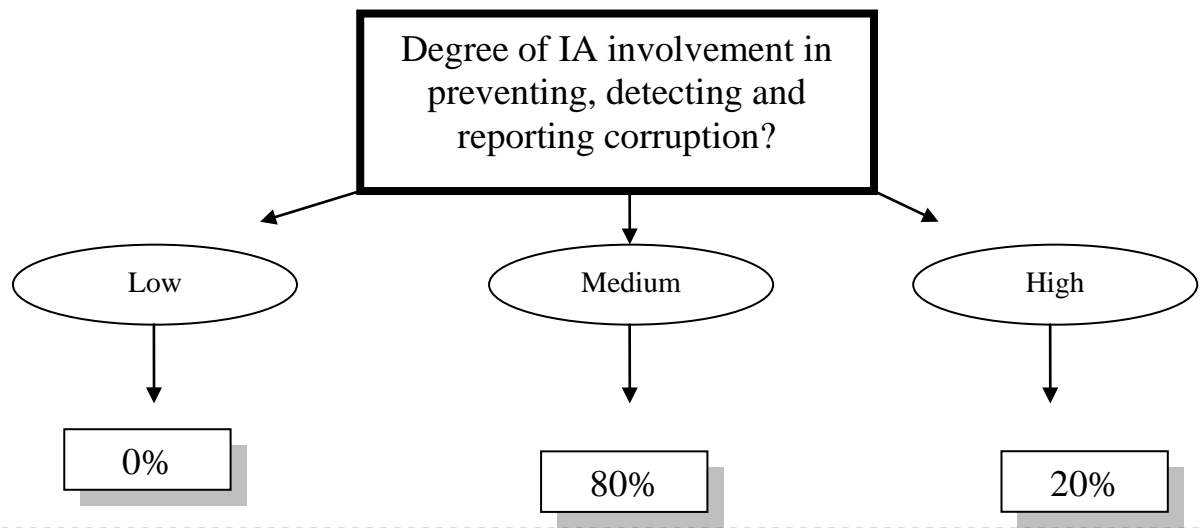 Degree of IA involvement in
preventing, detecting and
reporting corruption?
Low
Medium
High
0%
80%
20%